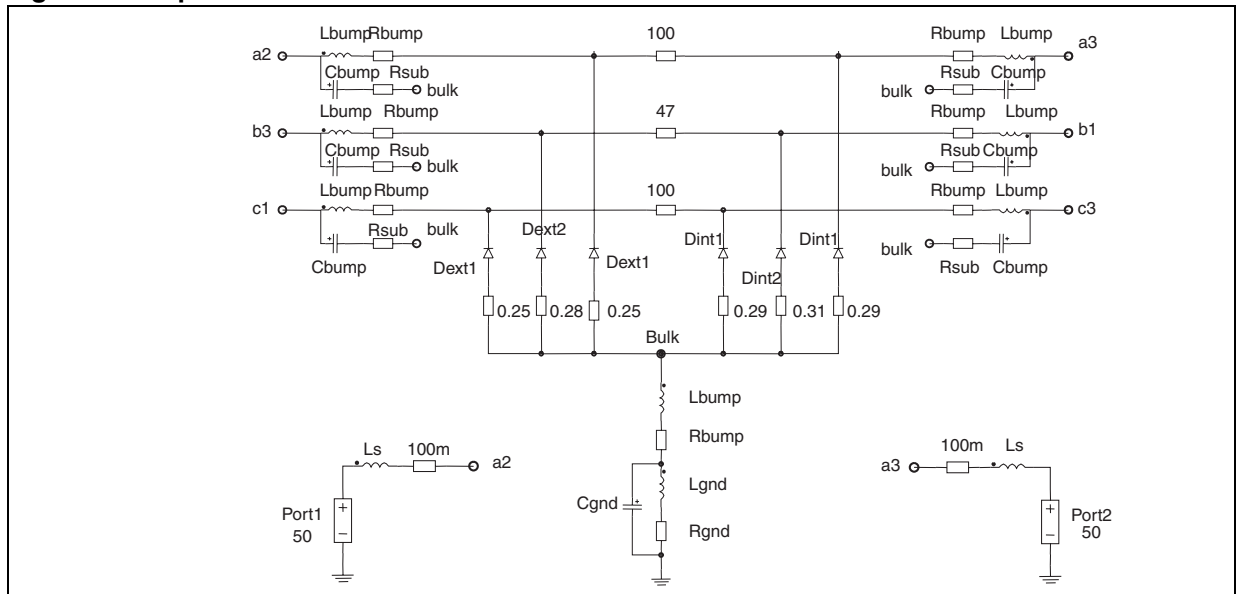 Lbump Rbump 100 Rbump Lbump
a2 a3
Cbump Rsub Rsub Cbump
bulk bulk
Lbump Rbump 47 Rbump Lbump
b3 b1
Cbump Rsub Rsub Cbump
bulk bulk
Lbump Rbump 100 Rbump Lbump
c1 c3
Rsub bulk Dext2 Dint1 Dint1 bulk
Cbump Dext1 Dext1 Dint2 Rsub Cbump
0.25 0.28 0.25 0.29 0.31 0.29
Bulk
Lbump
Rbump
Ls 100m a2 100m Ls
a3
Lgnd
Cgnd
Port1 Rgnd Port2
50 50